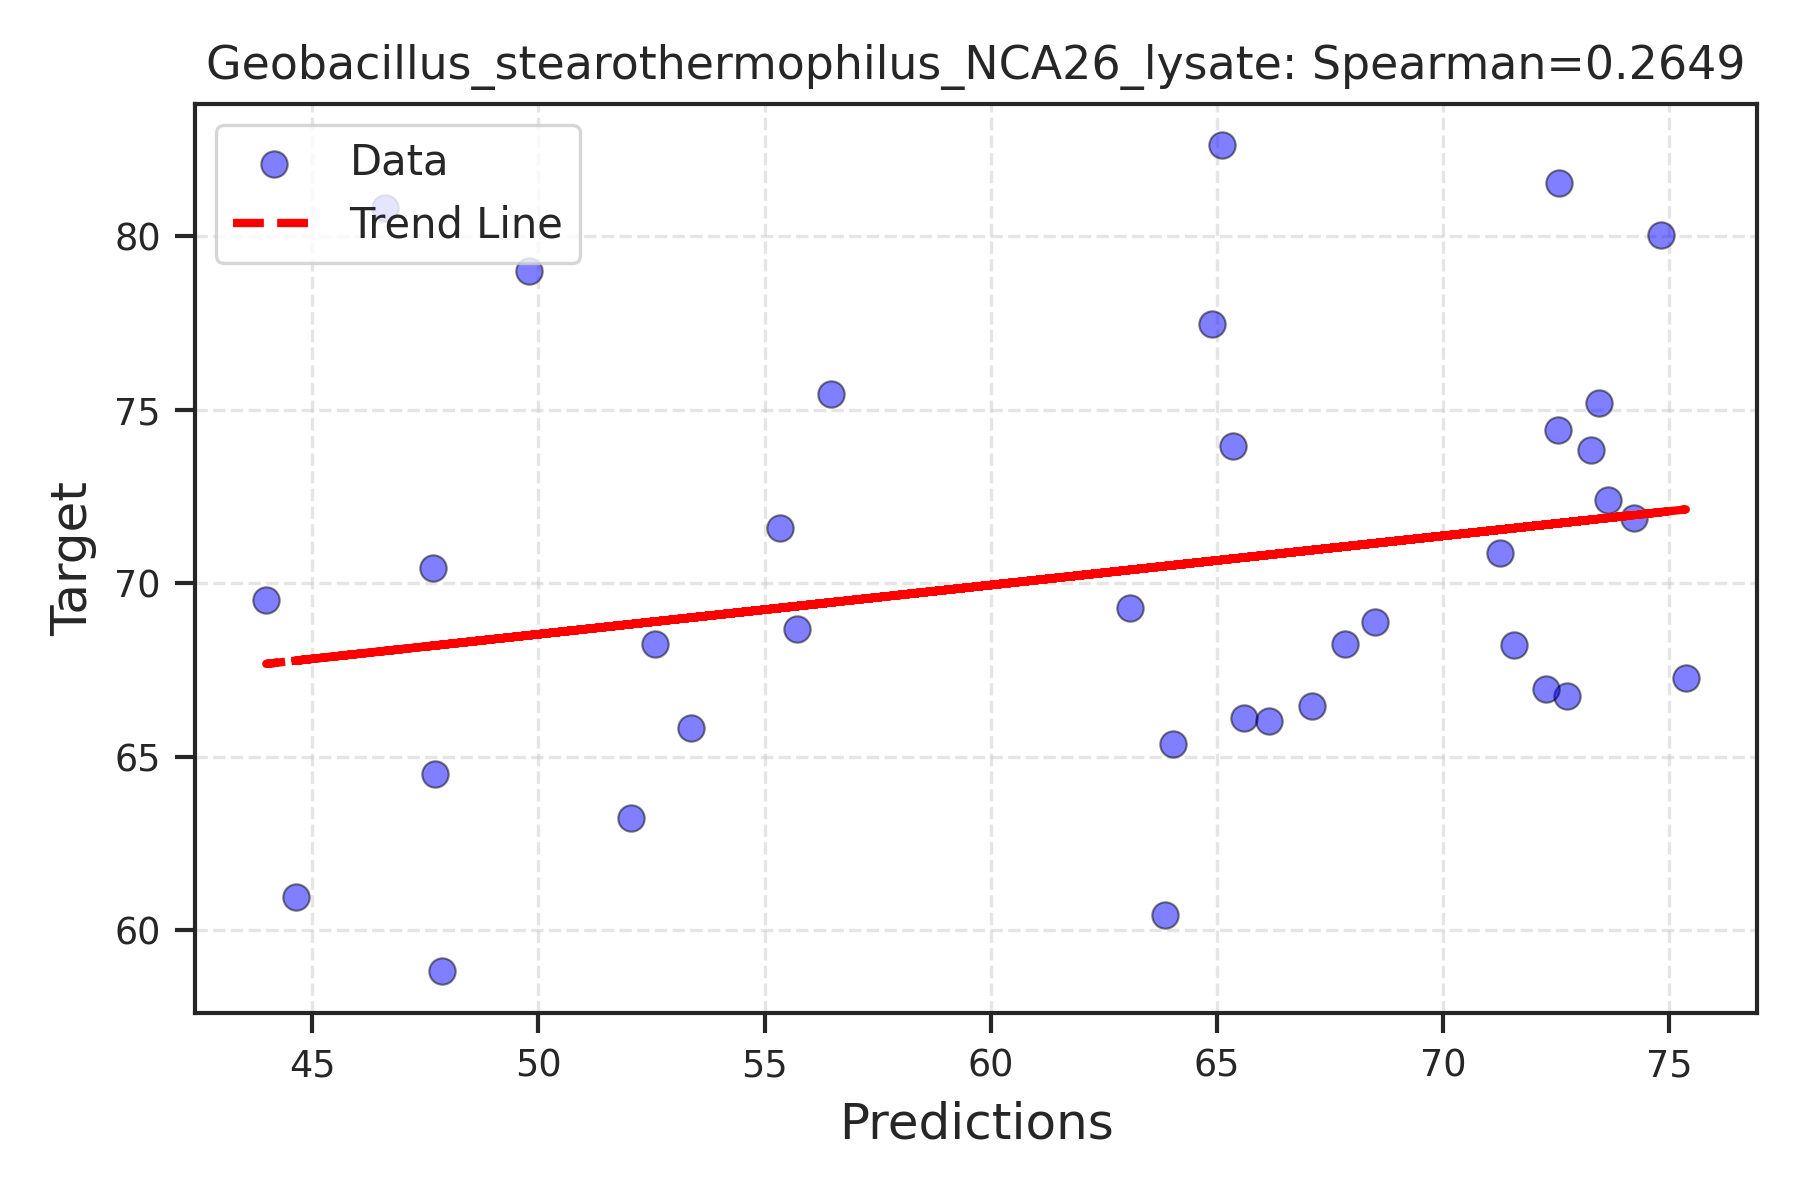 Geobacillus_stearothermophilus_NCA26_lysate: Spearman=0.2649
Data
Trend Line
80
75
70
65
60
Target
45 50 55 60 65 70 75
Predictions